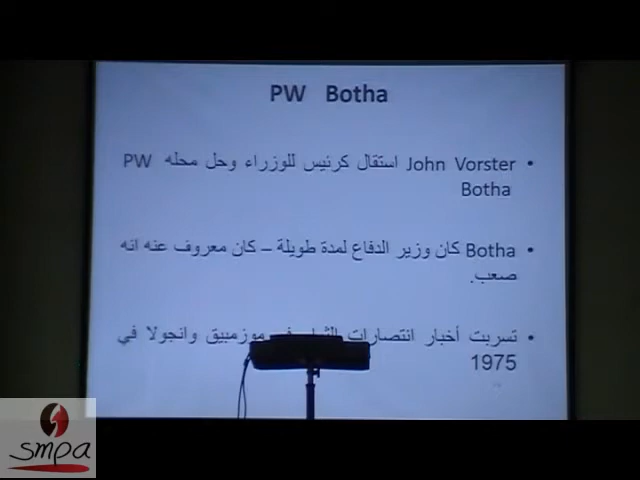 PW Botha
• John Vorster استقال كرئيس للوزراء وحل محله PW
Botha
• Botha كان وزير الدفاع لمدة طويلة – كان معروف عنه انه
صعب.
• تسربت أخبار انتصارات موزمبيق وانجولا في
1975
smpa